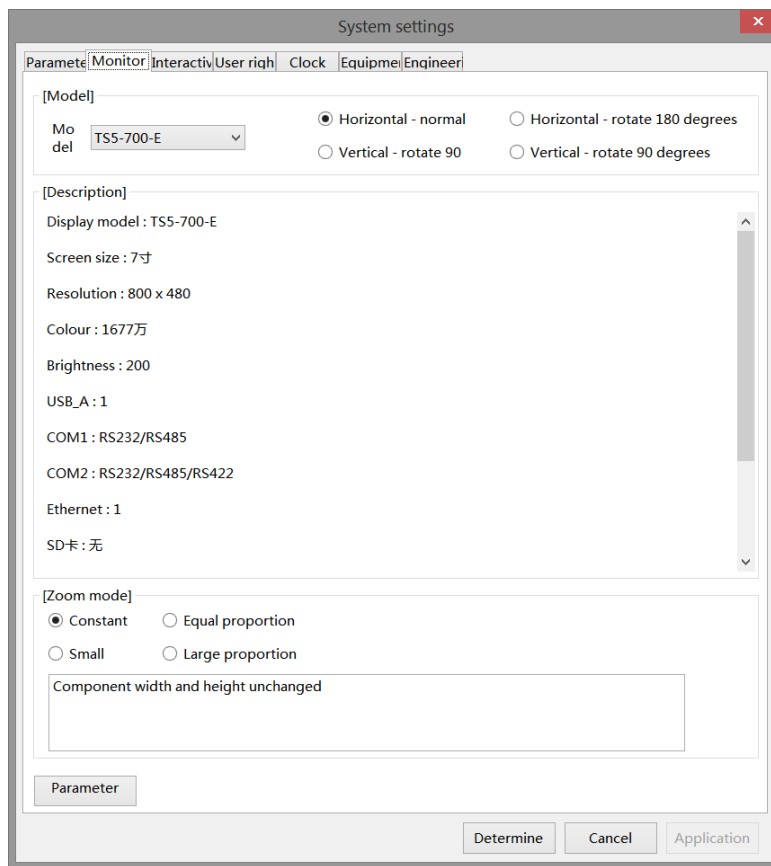 System settings
Paramete Monitor Interactiv User righ Clock Equipmer Engineeri
[Model]
Mo
del
TS5-700-E
Horizontal - normal
Horizontal - rotate 180 degrees
Vertical - rotate 90
Vertical - rotate 90 degrees
[Description]
Display model : TS5-700-E
Screen size : 7寸
Resolution : 800 x 480
Colour : 1677万
Brightness : 200
USB_A : 1
COM1 : RS232/RS485
COM2 : RS232/RS485/RS422
Ethernet : 1
SD卡 : 无
[Zoom mode]
Constant
Equal proportion
Small
Large proportion
Component width and height unchanged
Parameter
Determine
Cancel
Application